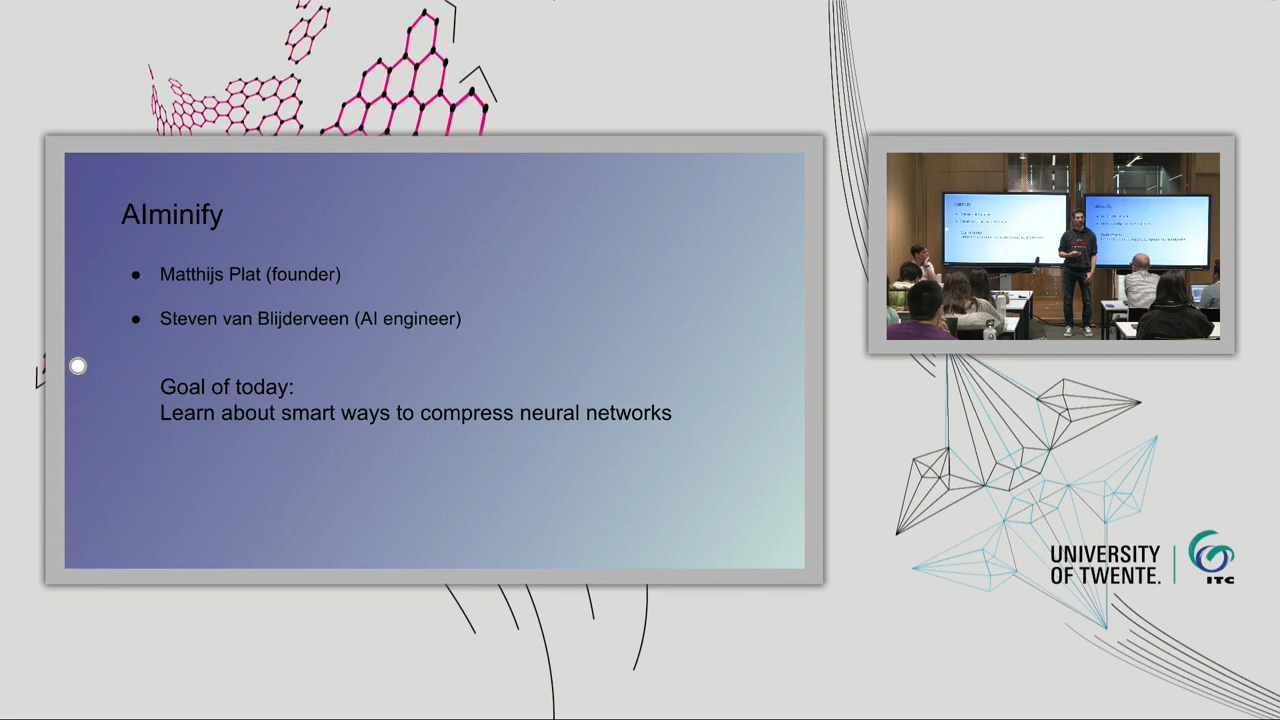 AIminify
● Matthijs Plat (founder)
● Steven van Blijderveen (AI engineer)
Goal of today:
Learn about smart ways to compress neural networks
UNIVERSITY
OF TWENTE.
ITC